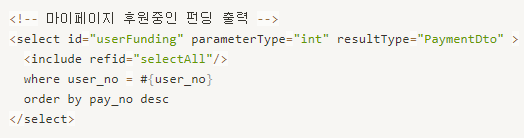 <!-- 마이페이지 후원중인 펀딩 출력 -->
<select id="userFunding" parameterType="int" resultType="PaymentDto" >
<include refid="selectAll"/>
where user_no = #{user_no}
order by pay_no desc
</select>